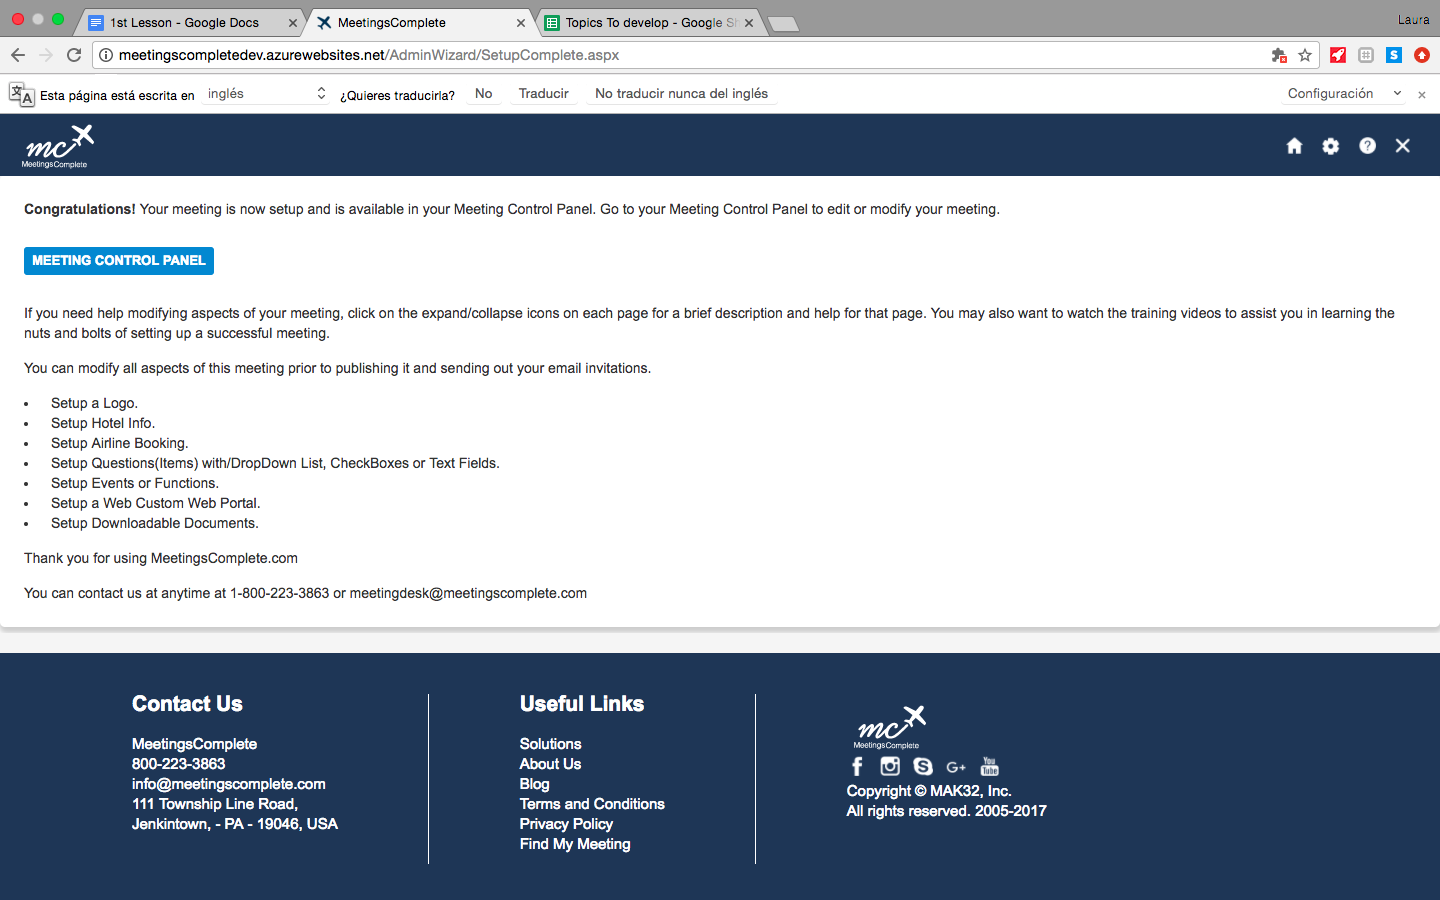 1st Lesson - Google Docs
MeetingsComplete
Topics To develop - Google Sh
Laura
meetingscompletedev.azurewebsites.net/AdminWizard/SetupComplete.aspx
Esta página está escrita en inglés ¿Quieres traducirla? No Traducir No traducir nunca del inglés Configuración
mc
MeetingsComplete
Congratulations! Your meeting is now setup and is available in your Meeting Control Panel. Go to your Meeting Control Panel to edit or modify your meeting.
MEETING CONTROL PANEL
If you need help modifying aspects of your meeting, click on the expand/collapse icons on each page for a brief description and help for that page. You may also want to watch the training videos to assist you in learning the
nuts and bolts of setting up a successful meeting.
You can modify all aspects of this meeting prior to publishing it and sending out your email invitations.
• Setup a Logo.
• Setup Hotel Info.
• Setup Airline Booking.
• Setup Questions(Items) with/DropDown List, CheckBoxes or Text Fields.
• Setup Events or Functions.
• Setup a Web Custom Web Portal.
• Setup Downloadable Documents.
Thank you for using MeetingsComplete.com
You can contact us at anytime at 1-800-223-3863 or meetingdesk@meetingscomplete.com
Contact Us
MeetingsComplete
800-223-3863
info@meetingscomplete.com
111 Township Line Road,
Jenkintown, - PA - 19046, USA
Useful Links
Solutions
About Us
Blog
Terms and Conditions
Privacy Policy
Find My Meeting
mc
MeetingsComplete
f G+ You Tube
Copyright © MAK32, Inc.
All rights reserved. 2005-2017